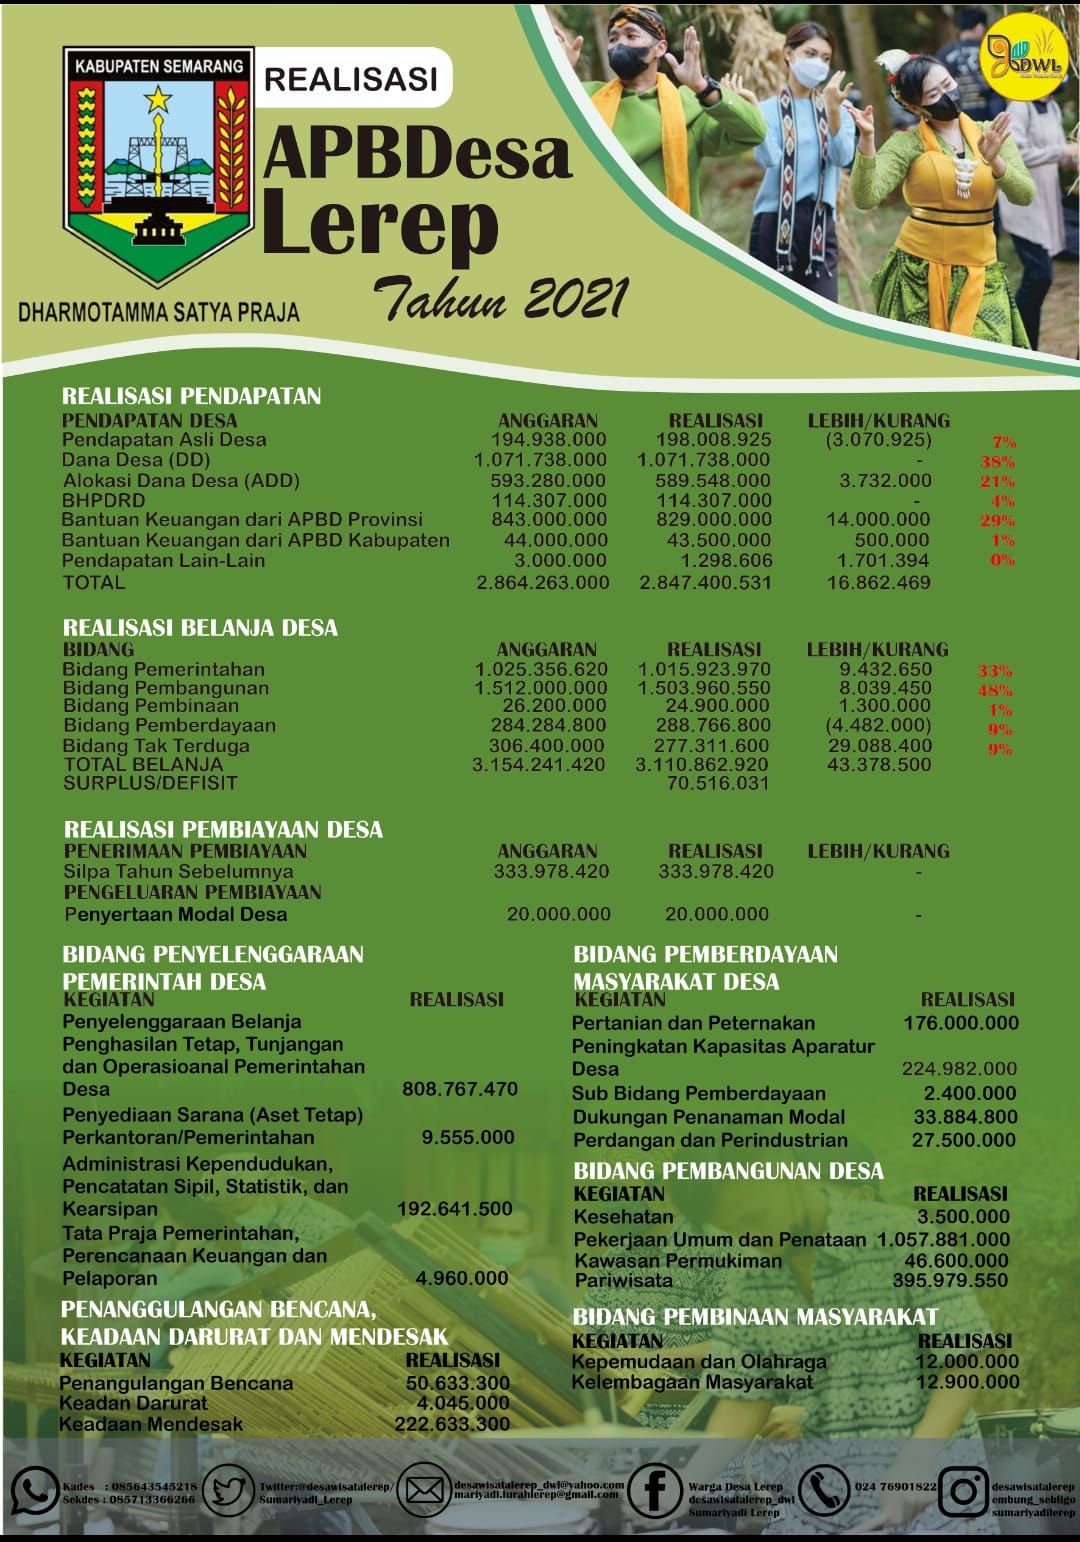 KABUPATEN SEMARANG
DHARMOTAMMA SATYA PRAJA
REALISASI
APBDesa
Lerep
Tahun 2021
DWL
REALISASI PENDAPATAN
PENDAPATAN DESA ANGGARAN REALISASI LEBIH/KURANG
Pendapatan Asli Desa 194.938.000 198.008.925 (3.070.925) 7%
Dana Desa (DD) 1.071.738.000 1.071.738.000 - 38%
Alokasi Dana Desa (ADD) 593.280.000 589.548.000 3.732.000 21%
BHPDRD 114.307.000 114.307.000 - 4%
Bantuan Keuangan dari APBD Provinsi 843.000.000 829.000.000 14.000.000 29%
Bantuan Keuangan dari APBD Kabupaten 44.000.000 43.500.000 500.000 1%
Pendapatan Lain-Lain 3.000.000 1.298.606 1.701.394 0%
TOTAL 2.864.263.000 2.847.400.531 16.862.469
REALISASI BELANJA DESA
BIDANG ANGGARAN REALISASI LEBIH/KURANG
Bidang Pemerintahan 1.025.356.620 1.015.923.970 9.432.650 33%
Bidang Pembangunan 1.512.000.000 1.503.960.550 8.039.450 48%
Bidang Pembinaan 26.200.000 24.900.000 1.300.000 1%
Bidang Pemberdayaan 284.284.800 288.766.800 (4.482.000) 9%
Bidang Tak Terduga 306.400.000 277.311.600 29.088.400 9%
TOTAL BELANJA 3.154.241.420 3.110.862.920 43.378.500
SURPLUS/DEFISIT 70.516.031
REALISASI PEMBIAYAAN DESA
PENERIMAAN PEMBIAYAAN ANGGARAN REALISASI LEBIH/KURANG
Silpa Tahun Sebelumnya 333.978.420 333.978.420 -
PENGELUARAN PEMBIAYAAN
Penyertaan Modal Desa 20.000.000 20.000.000 -
BIDANG PENYELENGGARAAN
PEMERINTAH DESA
KEGIATAN REALISASI
Penyelenggaraan Belanja
Penghasilan Tetap, Tunjangan
dan Operasioanal Pemerintahan
Desa 808.767.470
Penyediaan Sarana (Aset Tetap)
Perkantoran/Pemerintahan 9.555.000
Administrasi Kependudukan,
Pencatatan Sipil, Statistik, dan
Kearsipan 192.641.500
Tata Praja Pemerintahan,
Perencanaan Keuangan dan
Pelaporan 4.960.000
PENANGGULANGAN BENCANA,
KEADAAN DARURAT DAN MENDESAK
KEGIATAN REALISASI
Penangulangan Bencana 50.633.300
Keadan Darurat 4.045.000
Keadaan Mendesak 222.633.300
BIDANG PEMBERDAYAAN
MASYARAKAT DESA
KEGIATAN REALISASI
Pertanian dan Peternakan 176.000.000
Peningkatan Kapasitas Aparatur
Desa 224.982.000
Sub Bidang Pemberdayaan 2.400.000
Dukungan Penanaman Modal 33.884.800
Perdangan dan Perindustrian 27.500.000
BIDANG PEMBANGUNAN DESA
KEGIATAN REALISASI
Kesehatan 3.500.000
Pekerjaan Umum dan Penataan 1.057.881.000
Kawasan Permukiman 46.600.000
Pariwisata 395.979.550
BIDANG PEMBINAAN MASYARAKAT
KEGIATAN REALISASI
Kepemudaan dan Olahraga 12.000.000
Kelembagaan Masyarakat 12.900.000
Kades : 085643545218
Sekdes : 085713366266
Twitter:@desawisatalerep/
Sumariyadi_Lerep
desawisatalerep_dwl@yahoo.com
mariyadi.lurahlerep@gmail.com
Warga Desa Lerep
desawisatalerep_dwl
Sumariyadi Lerep
024 76901822
desawisatalerep
embung_sebligo
sumariyadilerep